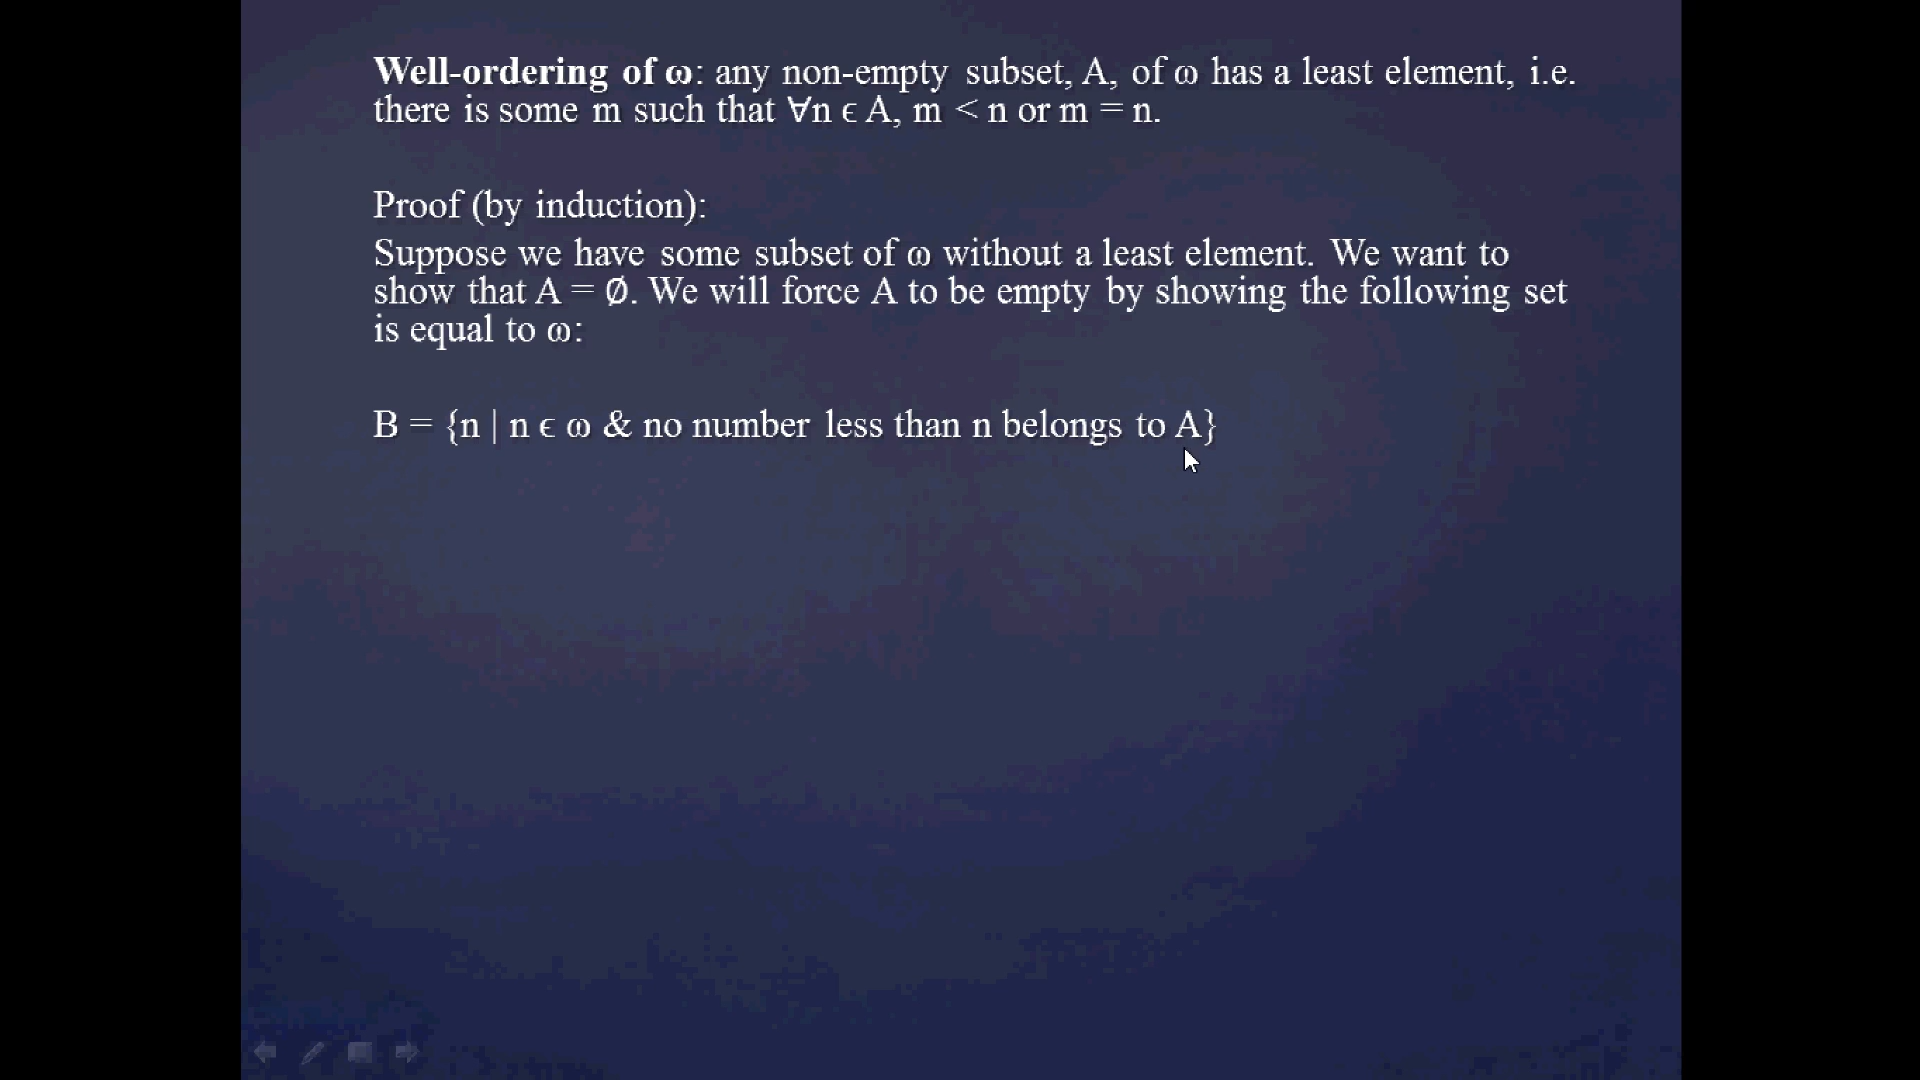 Well-ordering of ω: any non-empty subset, A, of ω has a least element, i.e.
there is some m such that ∀n ϵ A, m < n or m = n.
Proof (by induction):
Suppose we have some subset of ω without a least element. We want to
show that A = ∅. We will force A to be empty by showing the following set
is equal to ω:
B = {n | n ϵ ω & no number less than n belongs to A}